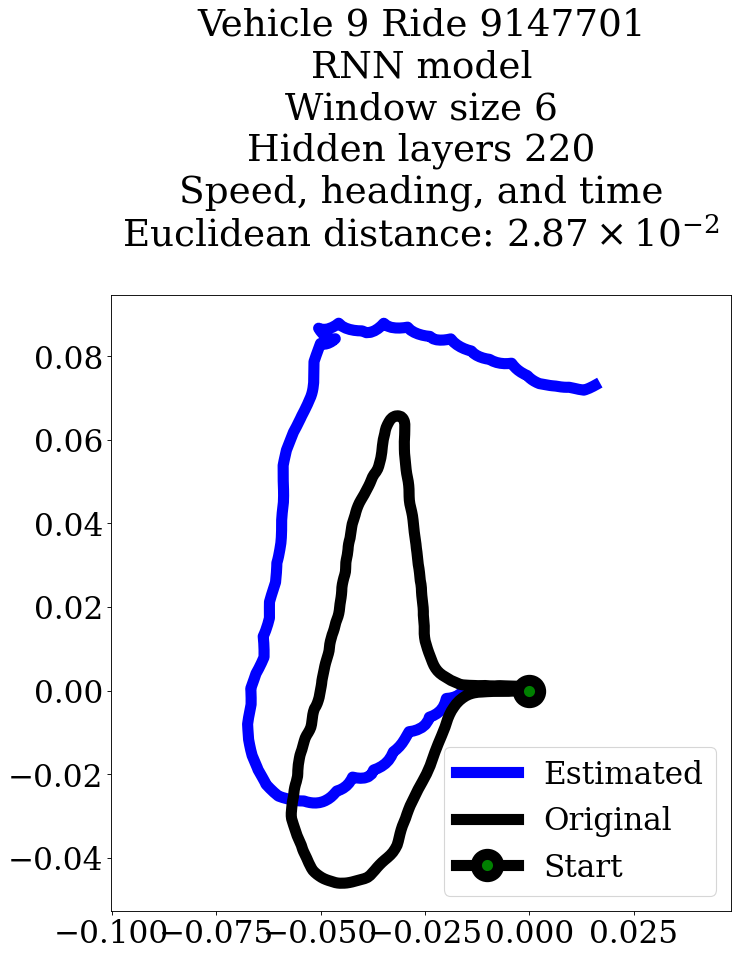 Vehicle 9 Ride 9147701
RNN model
Window size 6
Hidden layers 220
Speed, heading, and time
Euclidean distance: 2.87 × 10⁻²
0.08
0.06
0.04
0.02
0.00
−0.02
−0.04
−0.100 −0.075 −0.050 −0.025 0.000 0.025
Estimated
Original
Start